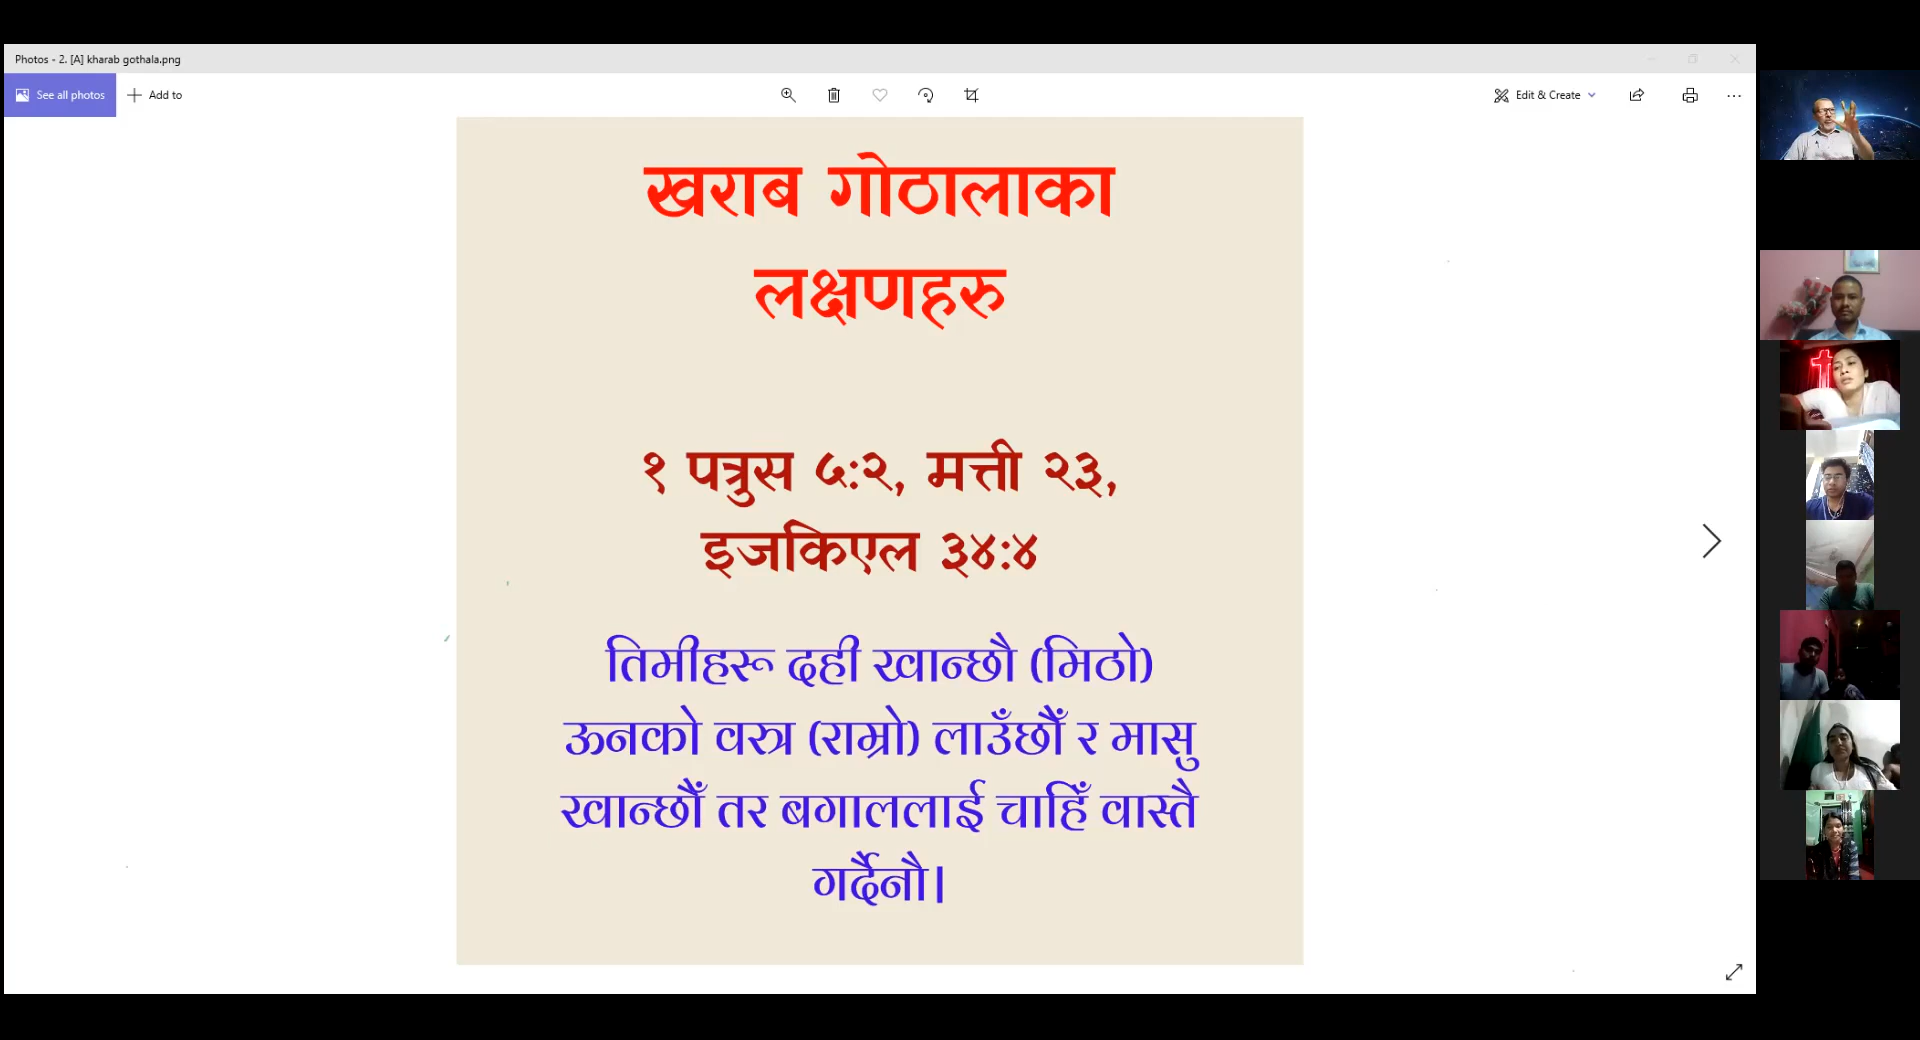 Photos - 2. [A] kharab gothala.png
See all photos
Add to
Edit & Create
खराब गोठालाका
लक्षणहरु
१ पत्रुस ५:२, मत्ती २३,
इजकिएल ३४:४
तिमीहरू दही खान्छौ (मिठो)
ऊनको वस्त्र (राम्रो) लाउँछौँ र मासु
खान्छौँ तर बगाललाई चाहिँ वास्तै
गर्दैनौ।